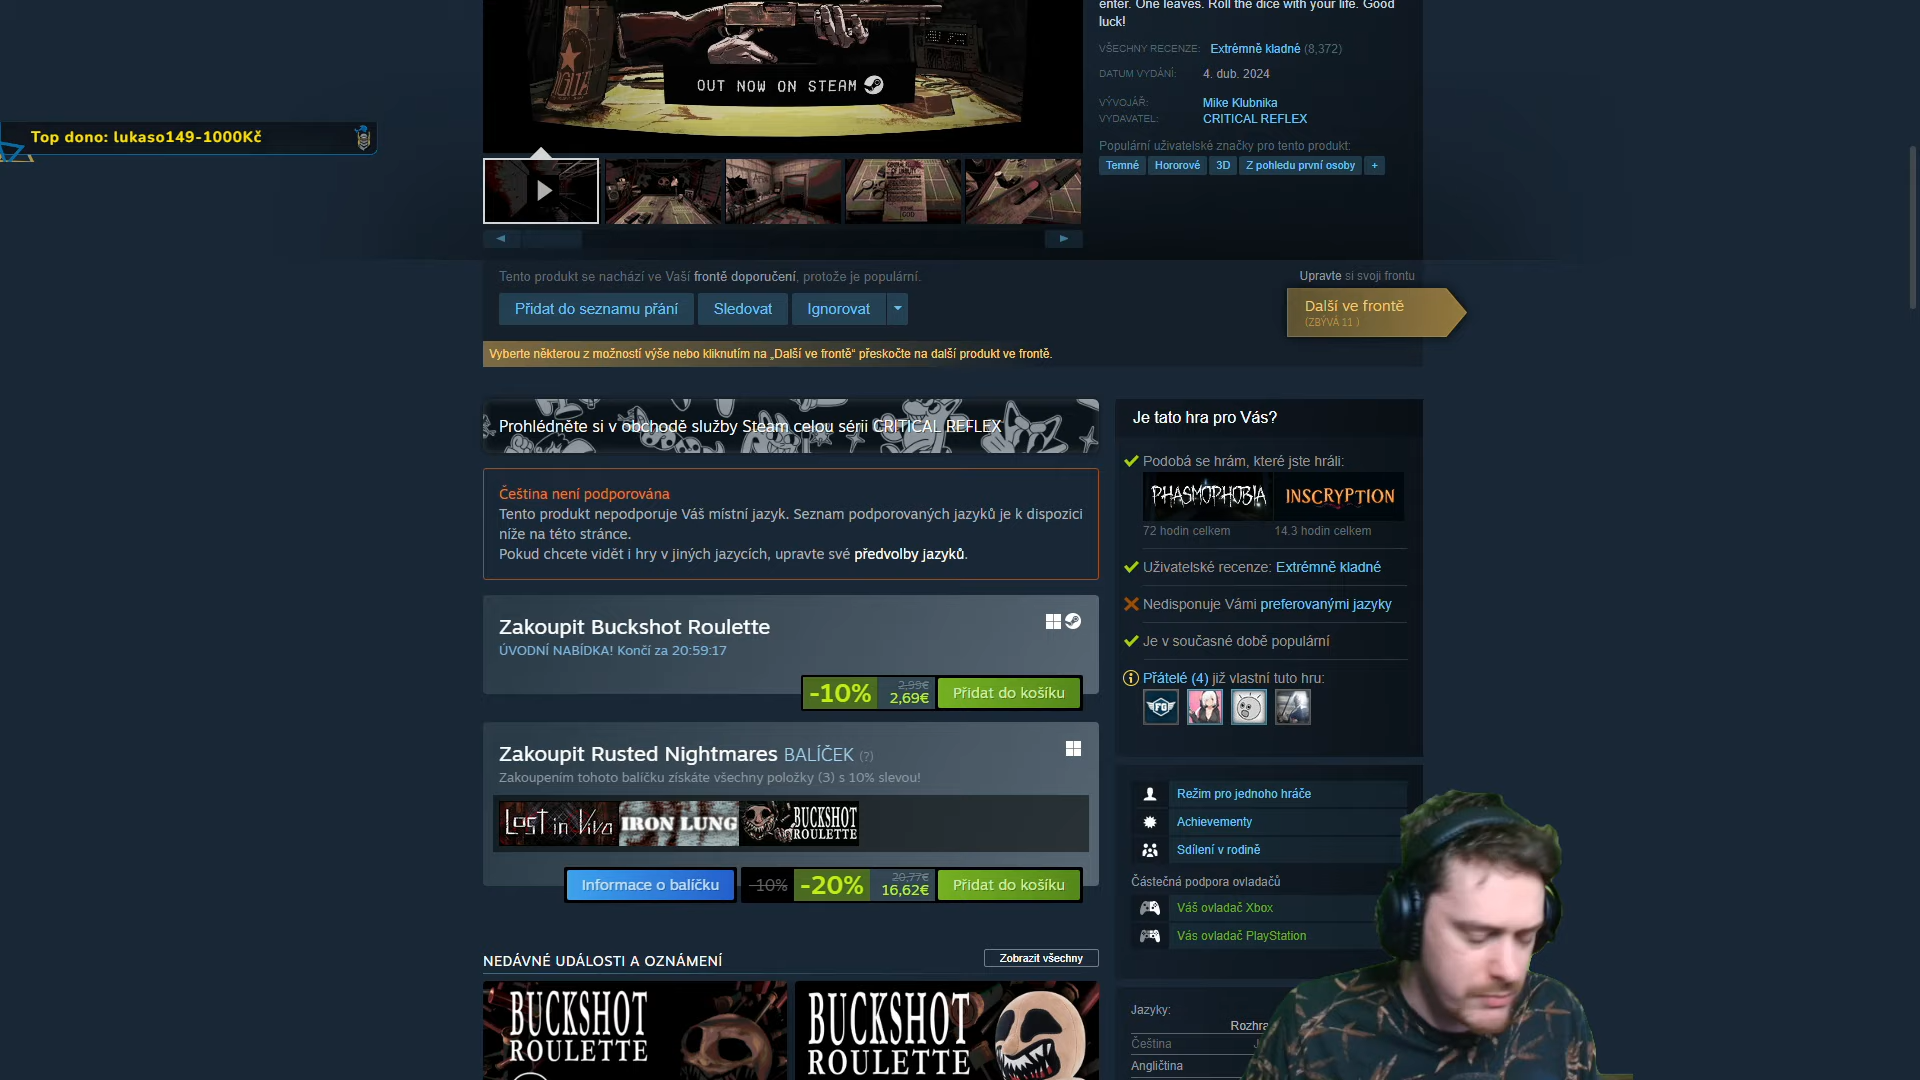 enter. One leaves. Roll the dice with your life. Good
luck!
VŠECHNY RECENZE: Extrémně kladné (8,372)
DATUM VYDÁNÍ: 4. dub. 2024
VÝVOJÁŘ: Mike Klubnika
VYDAVATEL: CRITICAL REFLEX
Populární uživatelské značky pro tento produkt:
Temné Hororové 3D Z pohledu první osoby +
OUT NOW ON STEAM
Top dono: lukaso149-1000Kč
Tento produkt se nachází ve Vaší frontě doporučení, protože je populární.
Upravte si svoji frontu
Přidat do seznamu přání Sledovat Ignorovat
Další ve frontě
(ZBÝVÁ 11 )
Vyberte některou z možností výše nebo kliknutím na „Další ve frontě“ přeskočte na další produkt ve frontě.
Prohlédněte si v obchodě služby Steam celou sérii CRITICAL REFLEX
Čeština není podporována
Tento produkt nepodporuje Váš místní jazyk. Seznam podporovaných jazyků je k dispozici
níže na této stránce.
Pokud chcete vidět i hry v jiných jazycích, upravte své předvolby jazyků.
Zakoupit Buckshot Roulette
ÚVODNÍ NABÍDKA! Končí za 20:59:17
-10% 2,99€ 2,69€ Přidat do košíku
Zakoupit Rusted Nightmares BALÍČEK (?)
Zakoupením tohoto balíčku získáte všechny položky (3) s 10% slevou!
Lost in Vivo IRON LUNG BUCKSHOT ROULETTE
Informace o balíčku -10% -20% 20,77€ 16,62€ Přidat do košíku
NEDÁVNÉ UDÁLOSTI A OZNÁMENÍ Zobrazit všechny
BUCKSHOT
ROULETTE
BUCKSHOT
ROULETTE
Je tato hra pro Vás?
Podobá se hrám, které jste hráli:
PHASMOPHOBIA INSCRYPTION
72 hodin celkem 14.3 hodin celkem
Uživatelské recenze: Extrémně kladné
Nedisponuje Vámi preferovanými jazyky
Je v současné době populární
Přátelé (4) již vlastní tuto hru:
Režim pro jednoho hráče
Achievementy
Sdílení v rodině
Částečná podpora ovladačů
Váš ovladač Xbox
Vás ovladač PlayStation
Jazyky:
Rozhra
Čeština
Angličtina